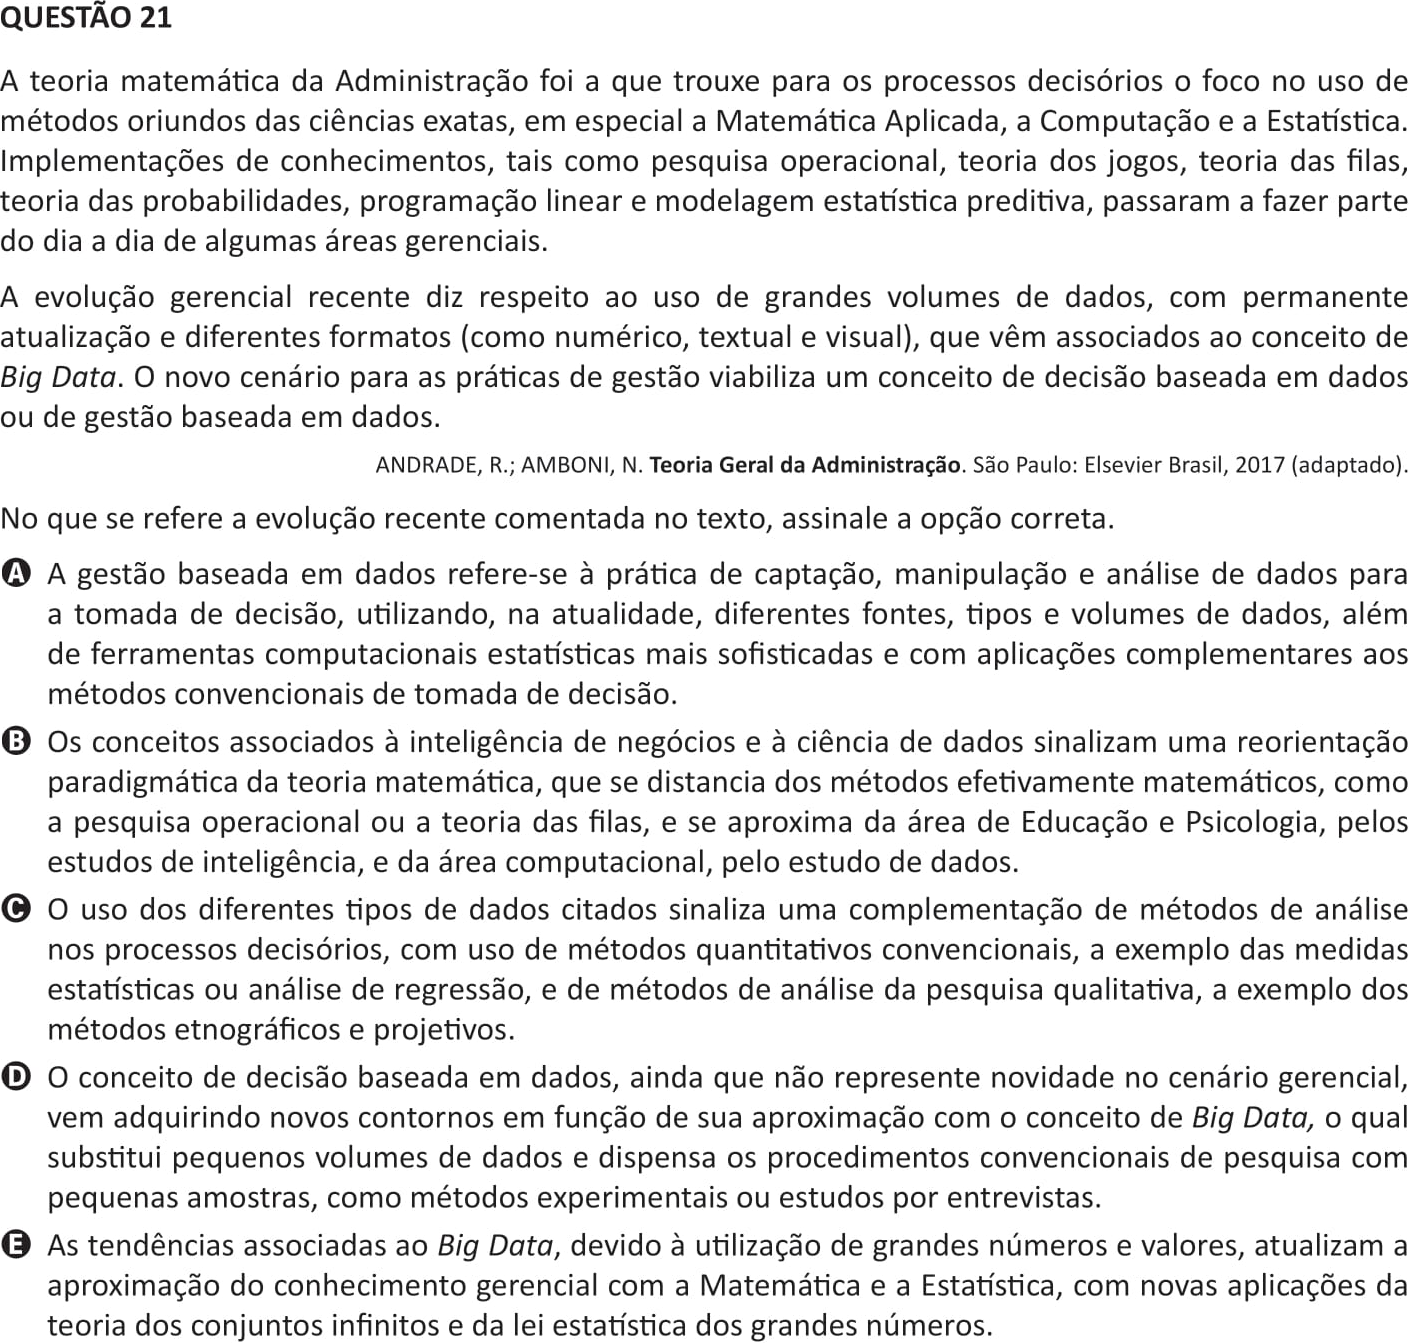 QUESTÃO 21
A teoria matemática da Administração foi a que trouxe para os processos decisórios o foco no uso de
métodos oriundos das ciências exatas, em especial a Matemática Aplicada, a Computação e a Estatística.
Implementações de conhecimentos, tais como pesquisa operacional, teoria dos jogos, teoria das filas,
teoria das probabilidades, programação linear e modelagem estatística preditiva, passaram a fazer parte
do dia a dia de algumas áreas gerenciais.
A evolução gerencial recente diz respeito ao uso de grandes volumes de dados, com permanente
atualização e diferentes formatos (como numérico, textual e visual), que vêm associados ao conceito de
Big Data. O novo cenário para as práticas de gestão viabiliza um conceito de decisão baseada em dados
ou de gestão baseada em dados.
ANDRADE, R.; AMBONI, N. Teoria Geral da Administração. São Paulo: Elsevier Brasil, 2017 (adaptado).
No que se refere a evolução recente comentada no texto, assinale a opção correta.
A A gestão baseada em dados refere-se à prática de captação, manipulação e análise de dados para
a tomada de decisão, utilizando, na atualidade, diferentes fontes, tipos e volumes de dados, além
de ferramentas computacionais estatísticas mais sofisticadas e com aplicações complementares aos
métodos convencionais de tomada de decisão.
B Os conceitos associados à inteligência de negócios e à ciência de dados sinalizam uma reorientação
paradigmática da teoria matemática, que se distancia dos métodos efetivamente matemáticos, como
a pesquisa operacional ou a teoria das filas, e se aproxima da área de Educação e Psicologia, pelos
estudos de inteligência, e da área computacional, pelo estudo de dados.
C O uso dos diferentes tipos de dados citados sinaliza uma complementação de métodos de análise
nos processos decisórios, com uso de métodos quantitativos convencionais, a exemplo das medidas
estatísticas ou análise de regressão, e de métodos de análise da pesquisa qualitativa, a exemplo dos
métodos etnográficos e projetivos.
D O conceito de decisão baseada em dados, ainda que não represente novidade no cenário gerencial,
vem adquirindo novos contornos em função de sua aproximação com o conceito de Big Data, o qual
substitui pequenos volumes de dados e dispensa os procedimentos convencionais de pesquisa com
pequenas amostras, como métodos experimentais ou estudos por entrevistas.
E As tendências associadas ao Big Data, devido à utilização de grandes números e valores, atualizam a
aproximação do conhecimento gerencial com a Matemática e a Estatística, com novas aplicações da
teoria dos conjuntos infinitos e da lei estatística dos grandes números.